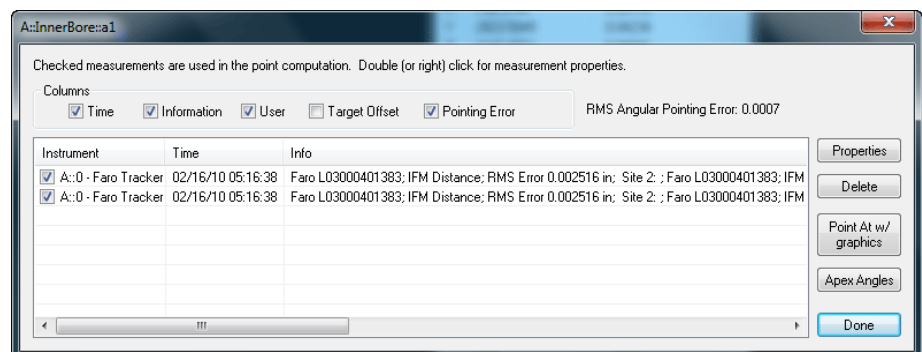 A::InnerBore::a1
Checked measurements are used in the point computation. Double (or right) click for measurement properties.
Columns
Time Information User Target Offset Pointing Error RMS Angular Pointing Error: 0.0007
Instrument Time Info
A::0 - Faro Tracker 02/16/10 05:16:38 Faro L03000401383; IFM Distance; RMS Error 0.002516 in; Site 2: ; Faro L03000401383; IFM
A::0 - Faro Tracker 02/16/10 05:16:38 Faro L03000401383; IFM Distance; RMS Error 0.002516 in; Site 2: ; Faro L03000401383; IFM
Properties
Delete
Point At w/
graphics
Apex Angles
Done